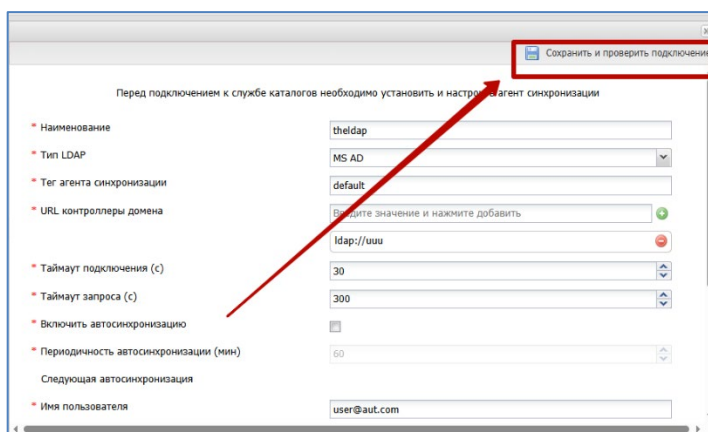 Сохранить и проверить подключение
Перед подключением к службе каталогов необходимо установить и настроить агент синхронизации
* Наименование
theldap
* Тип LDAP
MS AD
* Тег агента синхронизации
default
* URL контроллеры домена
Введите значение и нажмите добавить
ldap://uuu
* Таймаут подключения (с)
30
* Таймаут запроса (с)
300
* Включить автосинхронизацию
* Периодичность автосинхронизации (мин)
60
Следующая автосинхронизация
* Имя пользователя
user@aut.com